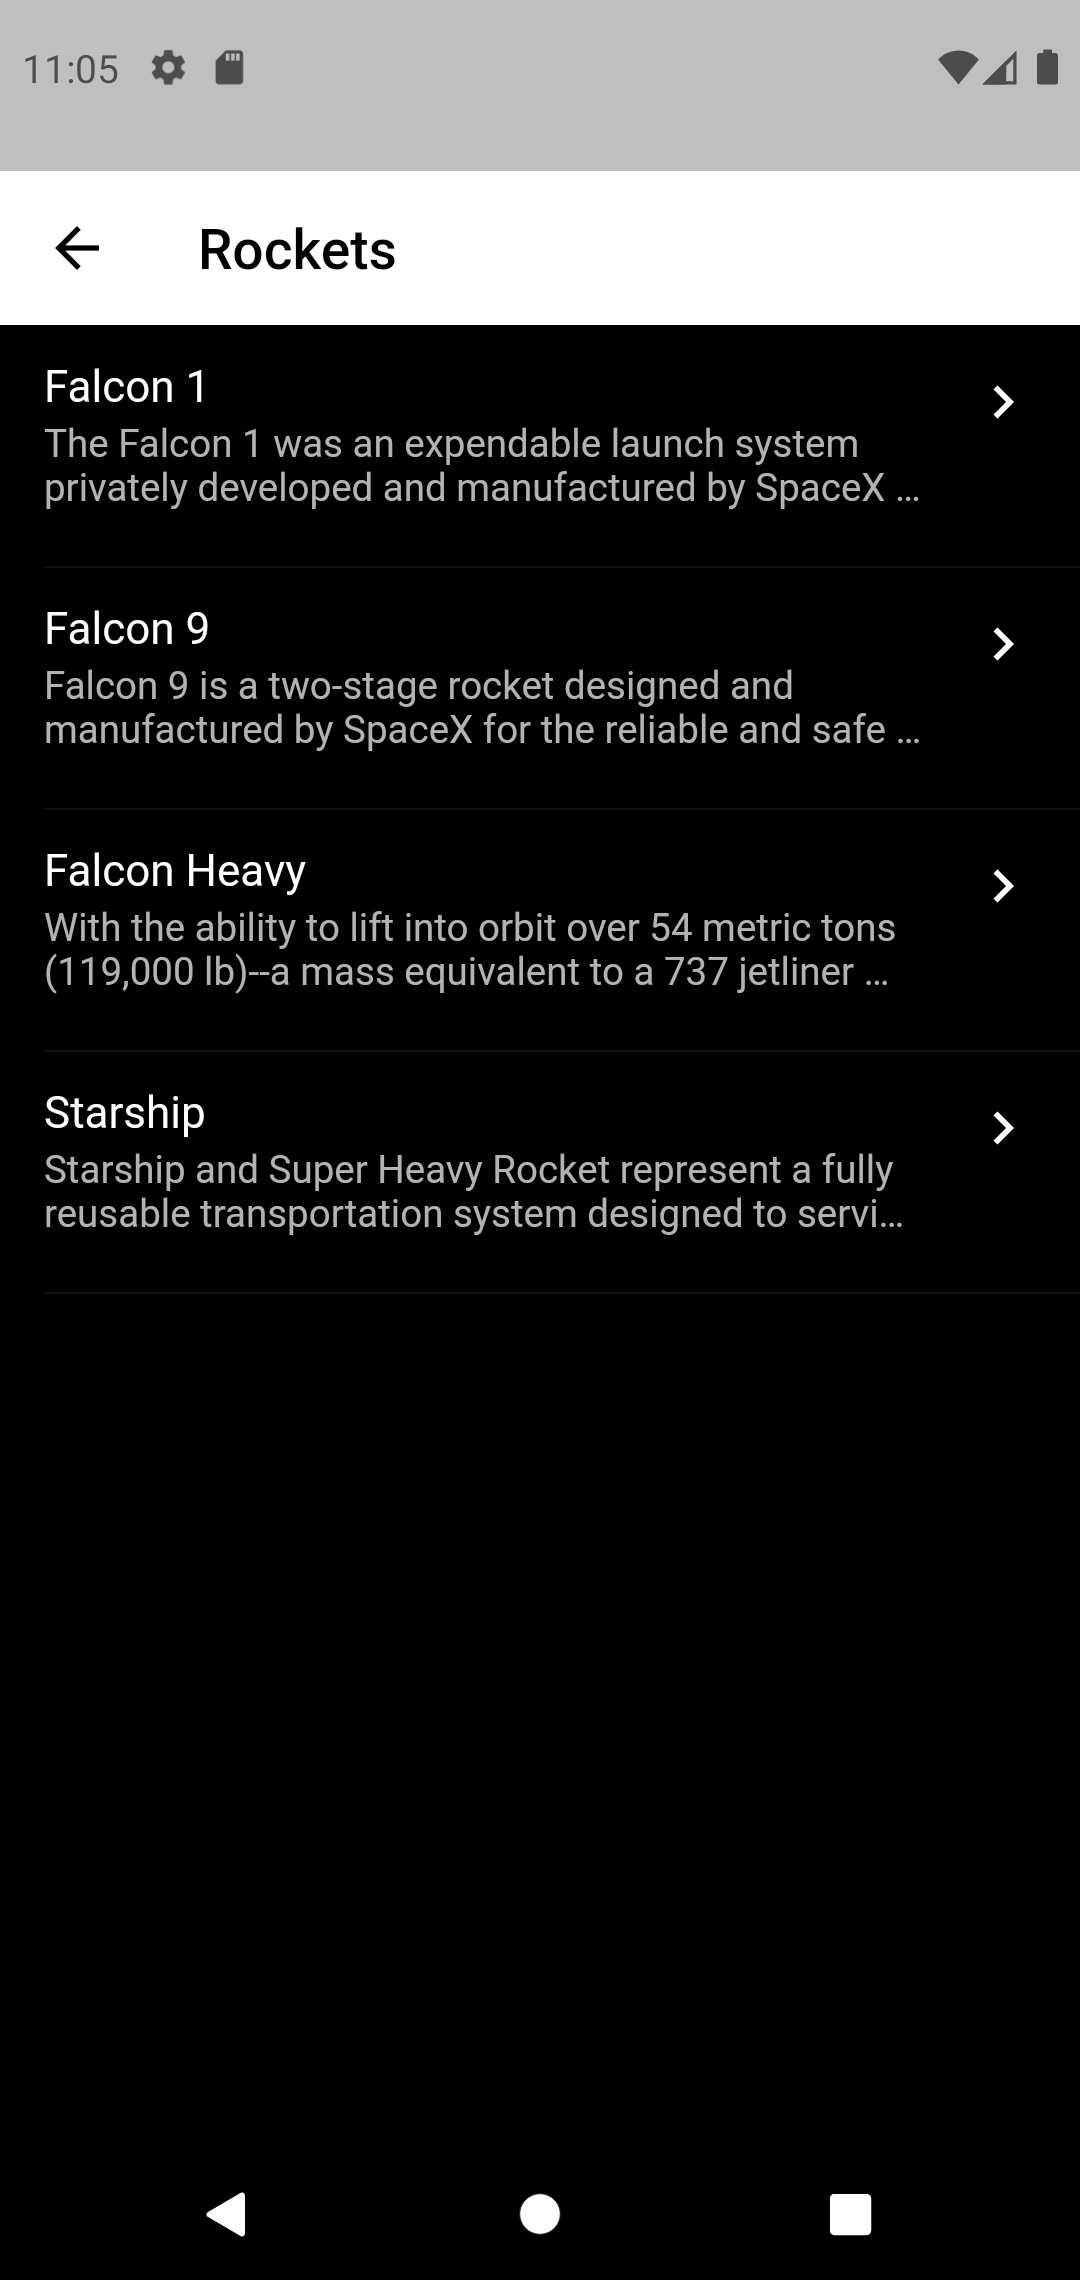 11:05
Rockets
Falcon 1
The Falcon 1 was an expendable launch system
privately developed and manufactured by SpaceX ...
Falcon 9
Falcon 9 is a two-stage rocket designed and
manufactured by SpaceX for the reliable and safe ...
Falcon Heavy
With the ability to lift into orbit over 54 metric tons
(119,000 lb)--a mass equivalent to a 737 jetliner ...
Starship
Starship and Super Heavy Rocket represent a fully
reusable transportation system designed to servi...